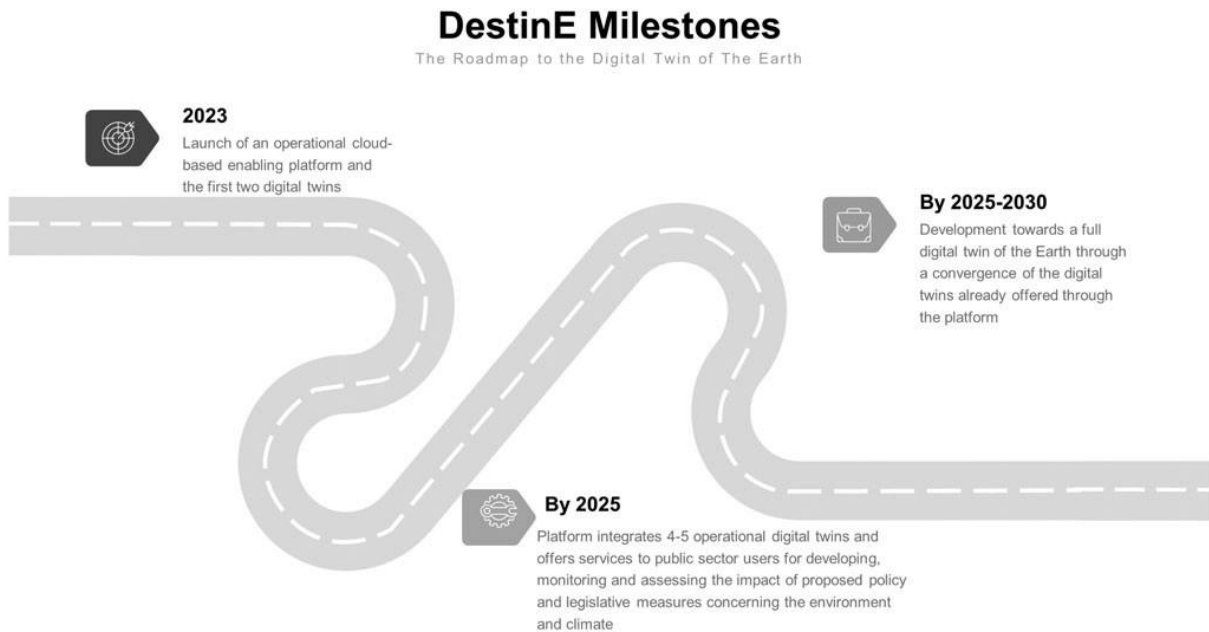 DestinE Milestones
The Roadmap to the Digital Twin of The Earth
2023
Launch of an operational cloud-
based enabling platform and
the first two digital twins
By 2025-2030
Development towards a full
digital twin of the Earth through
a convergence of the digital
twins already offered through
the platform
By 2025
Platform integrates 4-5 operational digital twins and
offers services to public sector users for developing,
monitoring and assessing the impact of proposed policy
and legislative measures concerning the environment
and climate